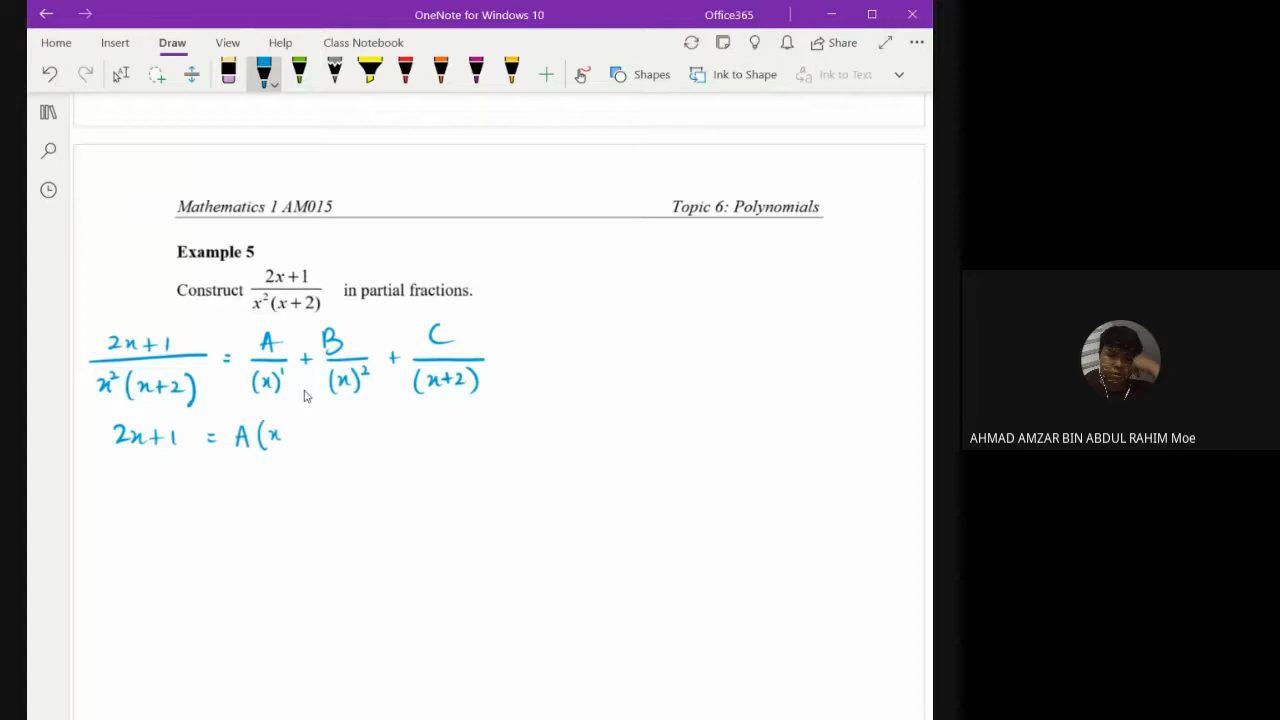 OneNote for Windows 10
Office365
Home Insert Draw View Help Class Notebook
Share
Shapes Ink to Shape Ink to Text
Mathematics 1 AM015 Topic 6: Polynomials
Example 5
Construct (2x+1)/(x²(x+2)) in partial fractions.
(2x+1)/(x²(x+2)) = A/(x)¹ + B/(x)² + C/(x+2)
2x+1 = A(x
AHMAD AMZAR BIN ABDUL RAHIM Moe